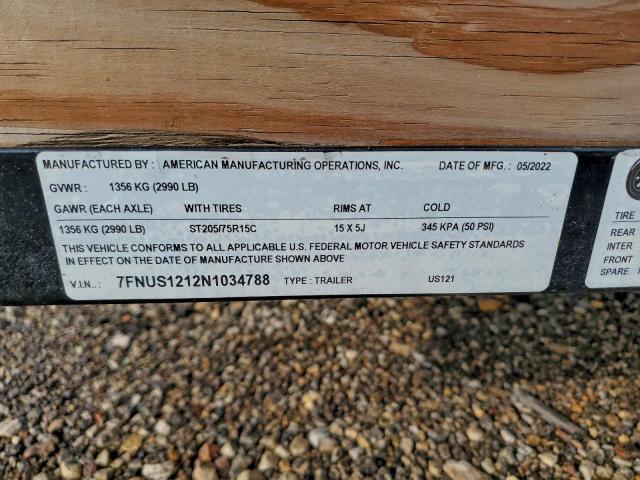 MANUFACTURED BY : AMERICAN MANUFACTURING OPERATIONS, INC. DATE OF MFG. : 05/2022
GVWR : 1356 KG (2990 LB)
GAWR (EACH AXLE) WITH TIRES RIMS AT COLD
1356 KG (2990 LB) ST205/75R15C 15 X 5J 345 KPA (50 PSI)
THIS VEHICLE CONFORMS TO ALL APPLICABLE U.S. FEDERAL MOTOR VEHICLE SAFETY STANDARDS
IN EFFECT ON THE DATE OF MANUFACTURE SHOWN ABOVE
V.I.N.. : 7FNUS1212N1034788 TYPE : TRAILER US121
TIRE
REAR
INTER
FRONT
SPARE